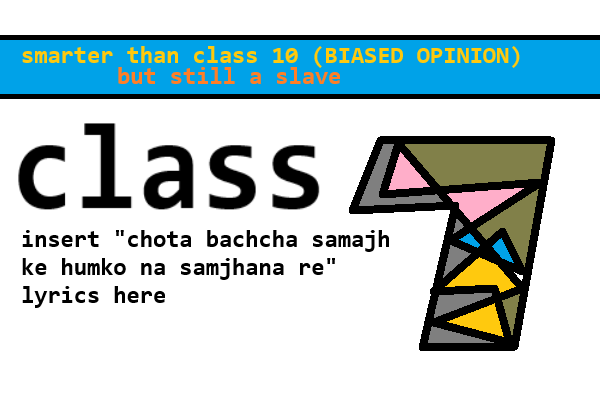 smarter than class 10 (BIASED OPINION)
but still a slave
class 7
insert "chota bachcha samajh
ke humko na samjhana re"
lyrics here